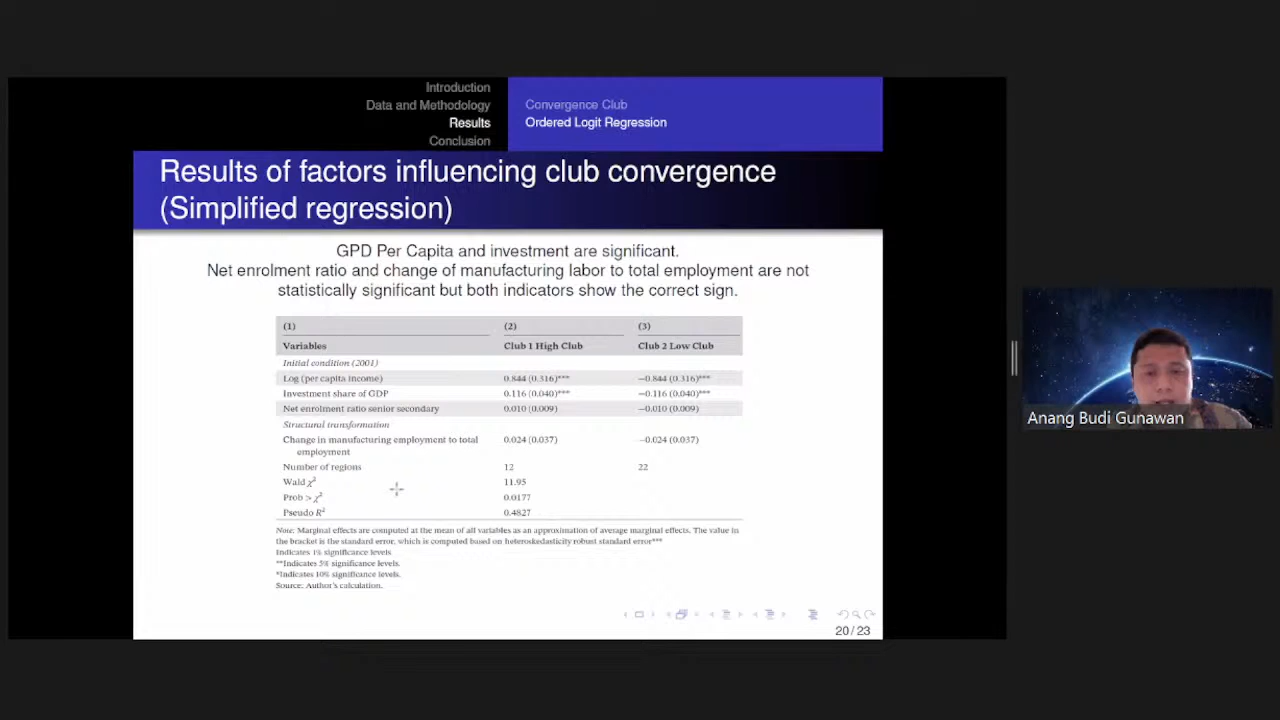 Introduction
Data and Methodology
Results
Conclusion
Convergence Club
Ordered Logit Regression
Results of factors influencing club convergence
(Simplified regression)
GPD Per Capita and investment are significant.
Net enrolment ratio and change of manufacturing labor to total employment are not
statistically significant but both indicators show the correct sign.
(1) (2) (3)
Variables Club 1 High Club Club 2 Low Club
Initial condition (2001)
Log (per capita income) 0.844 (0.316)*** −0.844 (0.316)***
Investment share of GDP 0.116 (0.040)*** −0.116 (0.040)***
Net enrolment ratio senior secondary 0.010 (0.009) −0.010 (0.009)
Structural transformation
Change in manufacturing employment to total 0.024 (0.037) −0.024 (0.037)
employment
Number of regions 12 22
Wald χ² 11.95
Prob > χ² 0.0177
Pseudo R² 0.4827
Note: Marginal effects are computed at the mean of all variables as an approximation of average marginal effects. The value in
the bracket is the standard error, which is computed based on heteroskedasticity robust standard error***
Indicates 1% significance levels.
**Indicates 5% significance levels.
*Indicates 10% significance levels.
Source: Author's calculation.
20 / 23
Anang Budi Gunawan